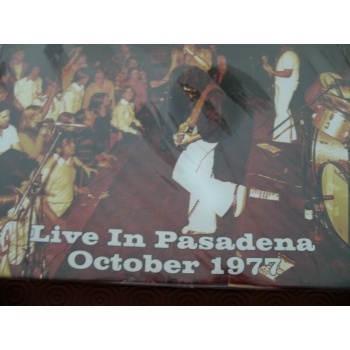 Live In Pasadena
October 1977